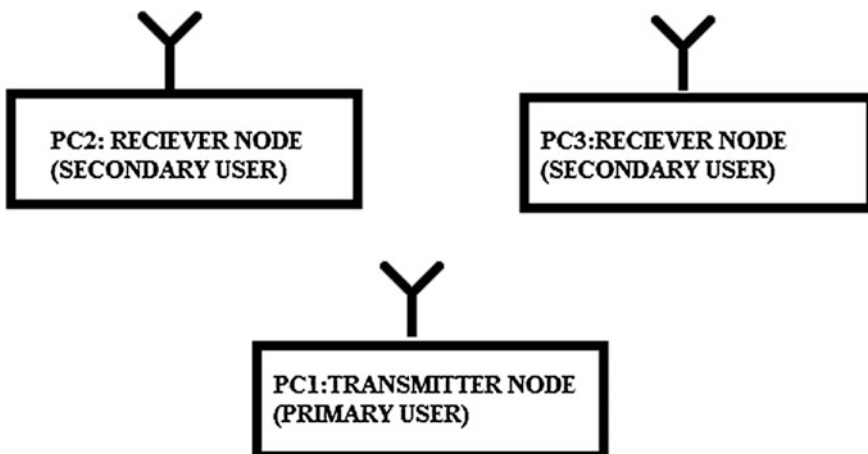 PC2: RECIEVER NODE
(SECONDARY USER)
PC3:RECIEVER NODE
(SECONDARY USER)
PC1:TRANSMITTER NODE
(PRIMARY USER)